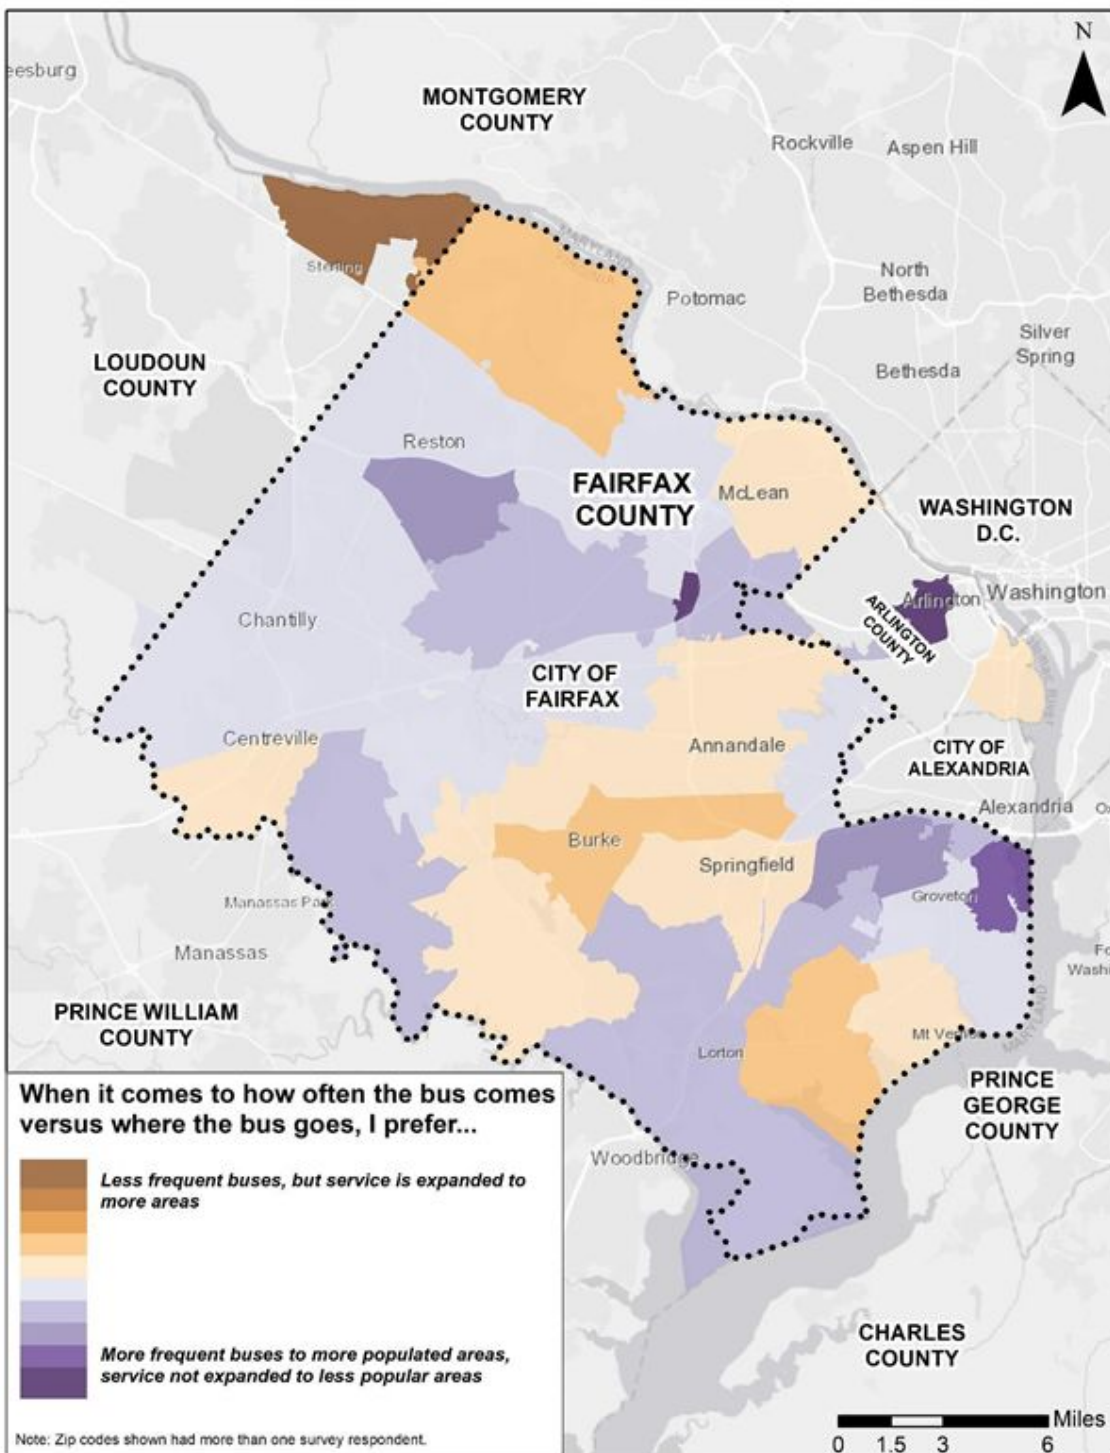 N
eesburg
MONTGOMERY
COUNTY
Rockville
Aspen Hill
MARYLAND
Sterling
North
Bethesda
Potomac
Silver
Spring
LOUDOUN
COUNTY
Bethesda
Reston
FAIRFAX
COUNTY
McLean
WASHINGTON
D.C.
Arlington
Washington
ARLINGTON
COUNTY
Chantilly
CITY OF
FAIRFAX
Centreville
Annandale
CITY OF
ALEXANDRIA
Alexandria
Burke
Springfield
Groveton
Manassas Park
Manassas
Fo
Washi
PRINCE WILLIAM
COUNTY
Lorton
MARYLAND
PRINCE
GEORGE
COUNTY
Woodbridge
CHARLES
COUNTY
When it comes to how often the bus comes
versus where the bus goes, I prefer...
Less frequent buses, but service is expanded to
more areas
More frequent buses to more populated areas,
service not expanded to less popular areas
Note: Zip codes shown had more than one survey respondent.
Miles
0 1.5 3 6